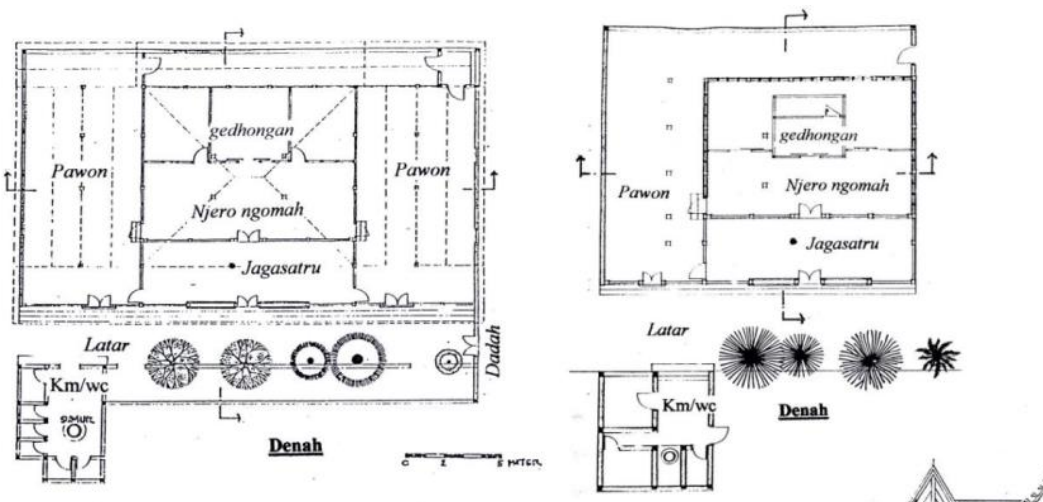 gedhongan
Pawon
Pawon
Njero ngomah
Jagasatru
Latar
Dadah
Km/wc
SUMUR
Denah
0 1 5 METER
gedhongan
Pawon
Njero ngomah
Jagasatru
Latar
Km/wc
Denah